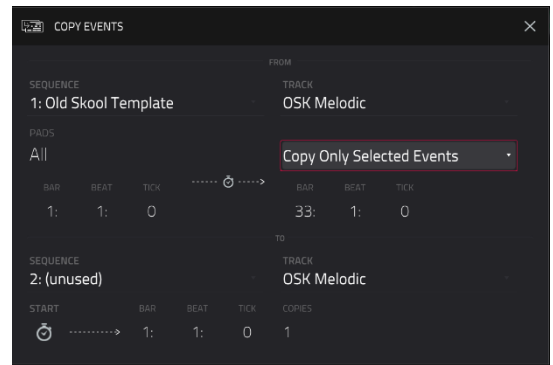 COPY EVENTS
FROM
SEQUENCE TRACK
1: Old Skool Template OSK Melodic
PADS
All Copy Only Selected Events
BAR BEAT TICK BAR BEAT TICK
1: 1: 0 33: 1: 0
TO
SEQUENCE TRACK
2: (unused) OSK Melodic
START BAR BEAT TICK COPIES
1: 1: 0 1